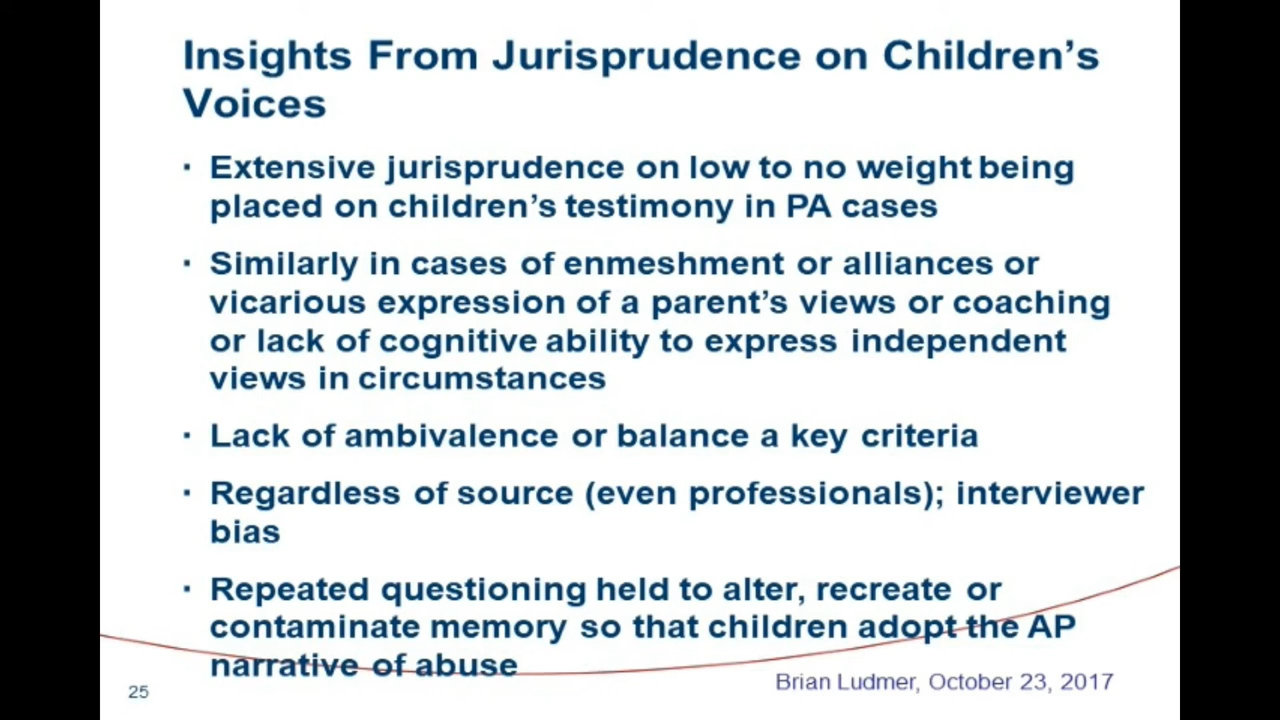 Insights From Jurisprudence on Children’s
Voices
· Extensive jurisprudence on low to no weight being
placed on children’s testimony in PA cases
· Similarly in cases of enmeshment or alliances or
vicarious expression of a parent’s views or coaching
or lack of cognitive ability to express independent
views in circumstances
· Lack of ambivalence or balance a key criteria
· Regardless of source (even professionals); interviewer
bias
· Repeated questioning held to alter, recreate or
contaminate memory so that children adopt the AP
narrative of abuse
25
Brian Ludmer, October 23, 2017